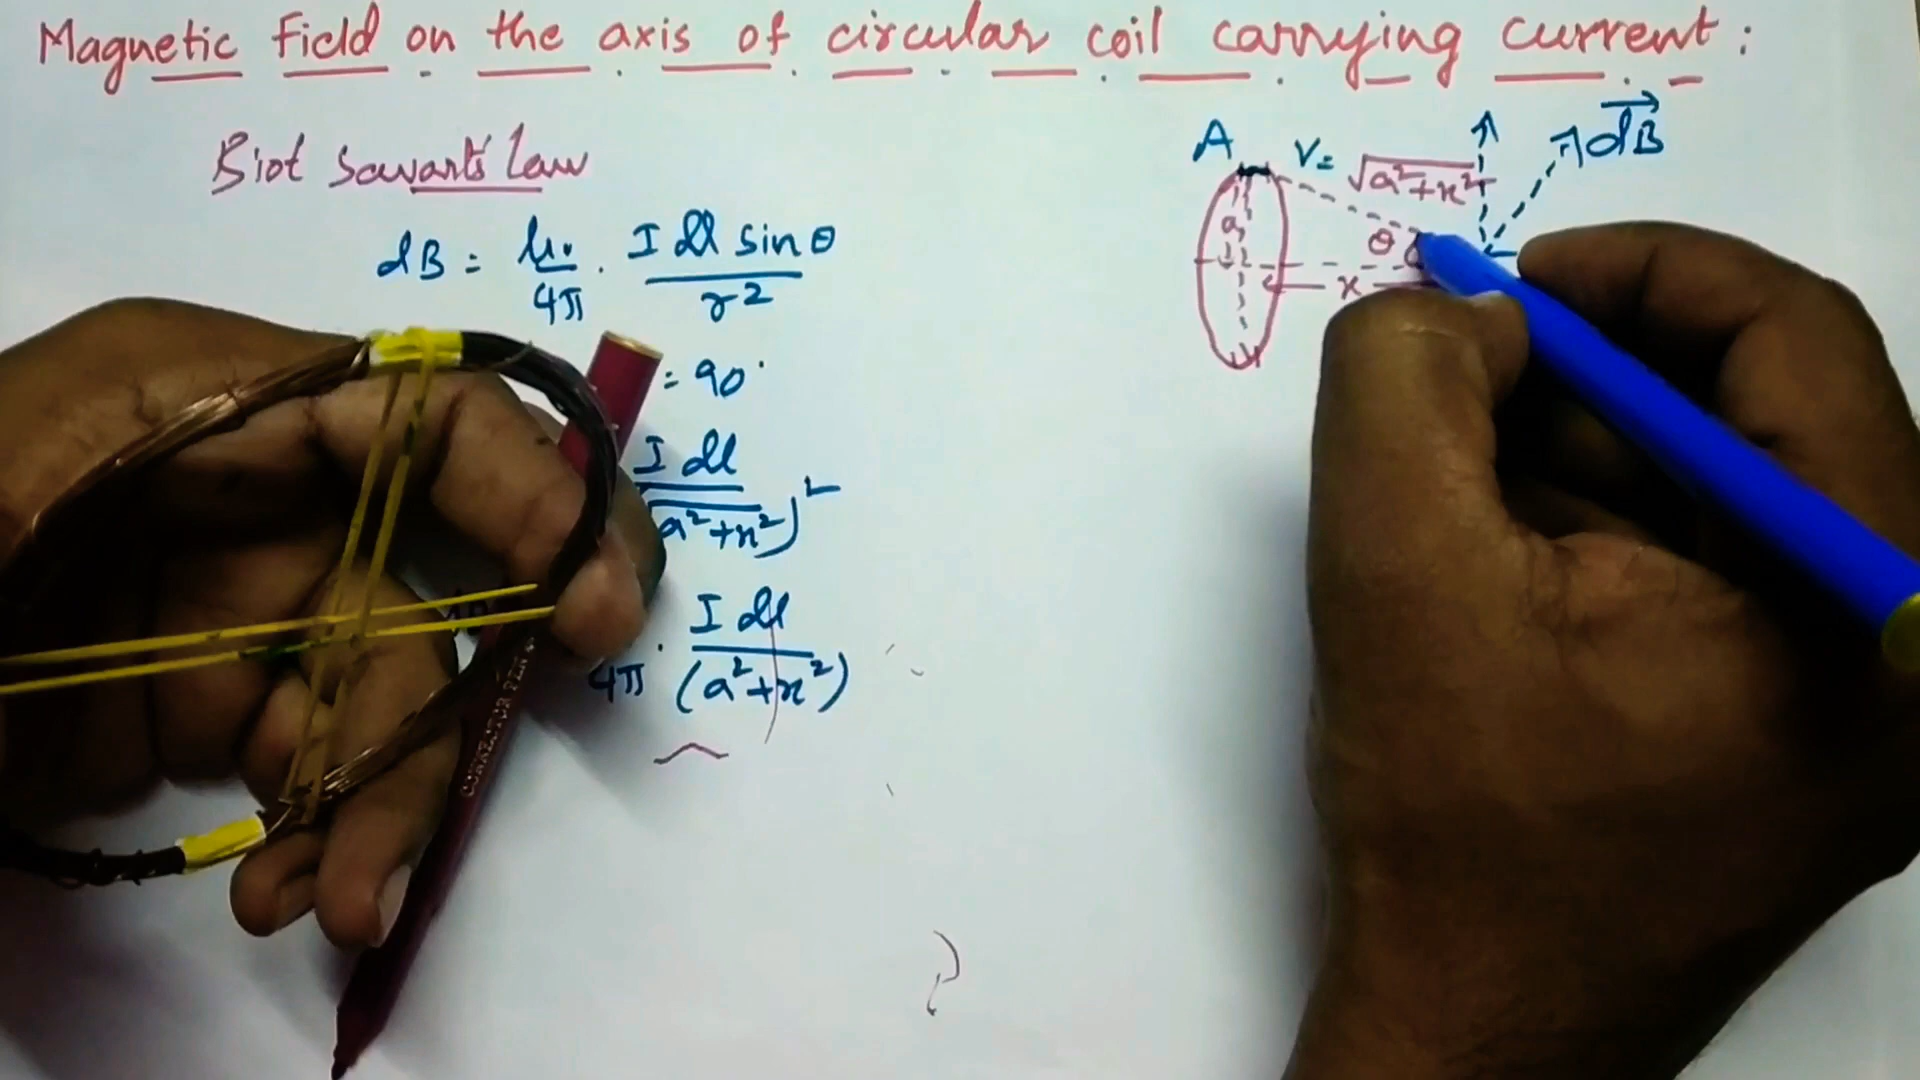 Magnetic Field on the axis of circular coil carrying current:
Biot Savart's Law
dB = μ₀/4π · I dl sin θ / r²
= 90°
I dl / √(a²+x²))²
4π · I dl / (a²+x²)
A r = √(a²+x²) dB⃗
a θ
x